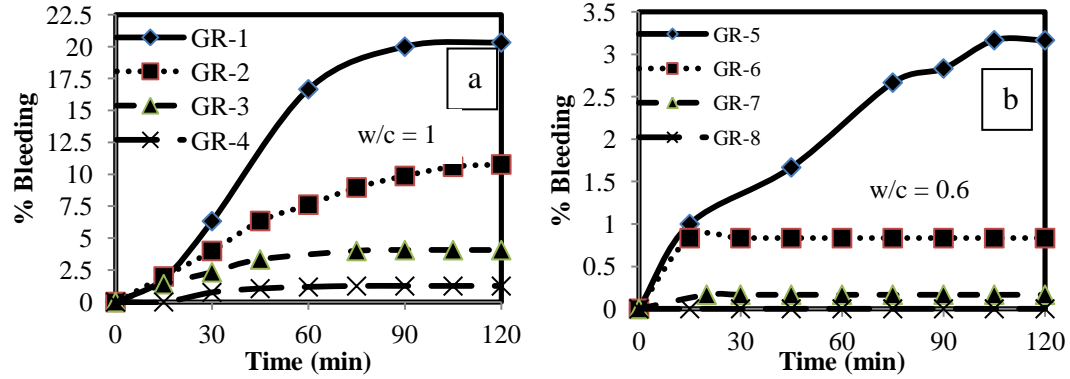 22.5
20
17.5
15
12.5
10
7.5
5
2.5
0
% Bleeding
GR-1
GR-2
GR-3
GR-4
a
w/c = 1
0 30 60 90 120
Time (min)
3.5
3
2.5
2
1.5
1
0.5
0
% Bleeding
GR-5
GR-6
GR-7
GR-8
b
w/c = 0.6
0 30 60 90 120
Time (min)